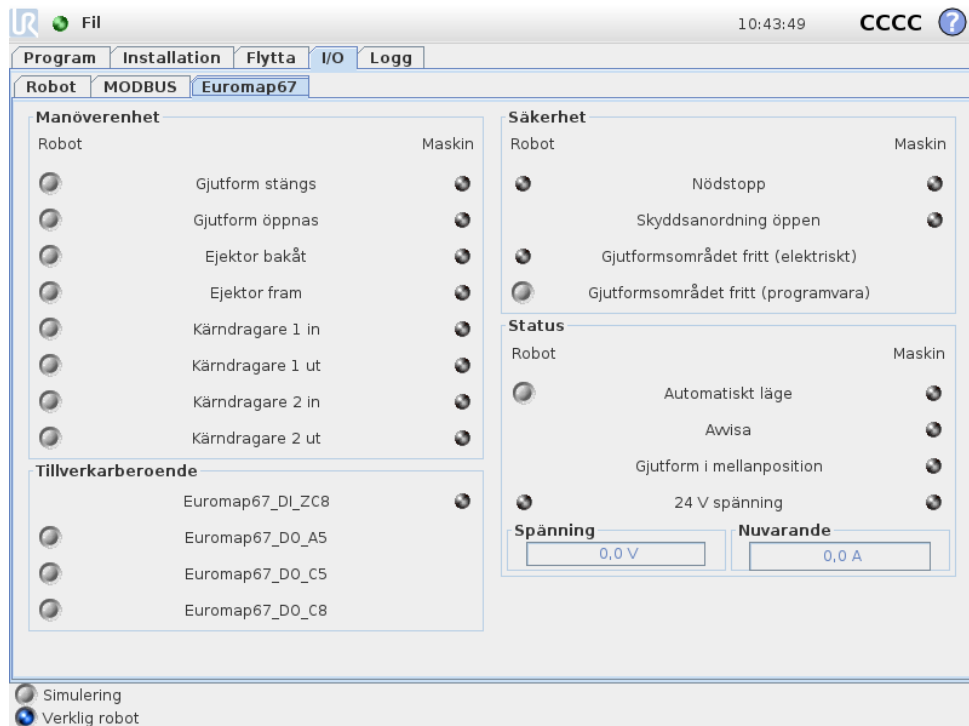 UR Fil 10:43:49 CCCC ?
Program Installation Flytta I/O Logg
Robot MODBUS Euromap67
Manöverenhet
Robot Maskin
Gjutform stängs
Gjutform öppnas
Ejektor bakåt
Ejektor fram
Kärndragare 1 in
Kärndragare 1 ut
Kärndragare 2 in
Kärndragare 2 ut
Tillverkarberoende
Euromap67_DI_ZC8
Euromap67_DO_A5
Euromap67_DO_C5
Euromap67_DO_C8
Säkerhet
Robot Maskin
Nödstopp
Skyddsanordning öppen
Gjutformsområdet fritt (elektriskt)
Gjutformsområdet fritt (programvara)
Status
Robot Maskin
Automatiskt läge
Avvisa
Gjutform i mellanposition
24 V spänning
Spänning Nuvarande
0,0 V 0,0 A
Simulering
Verklig robot